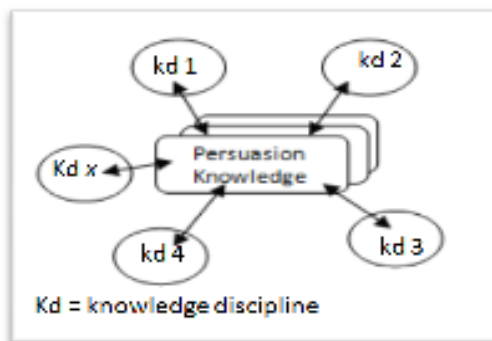 kd 1
kd 2
Persuasion
Knowledge
Kd x
kd 4
kd 3
Kd = knowledge discipline